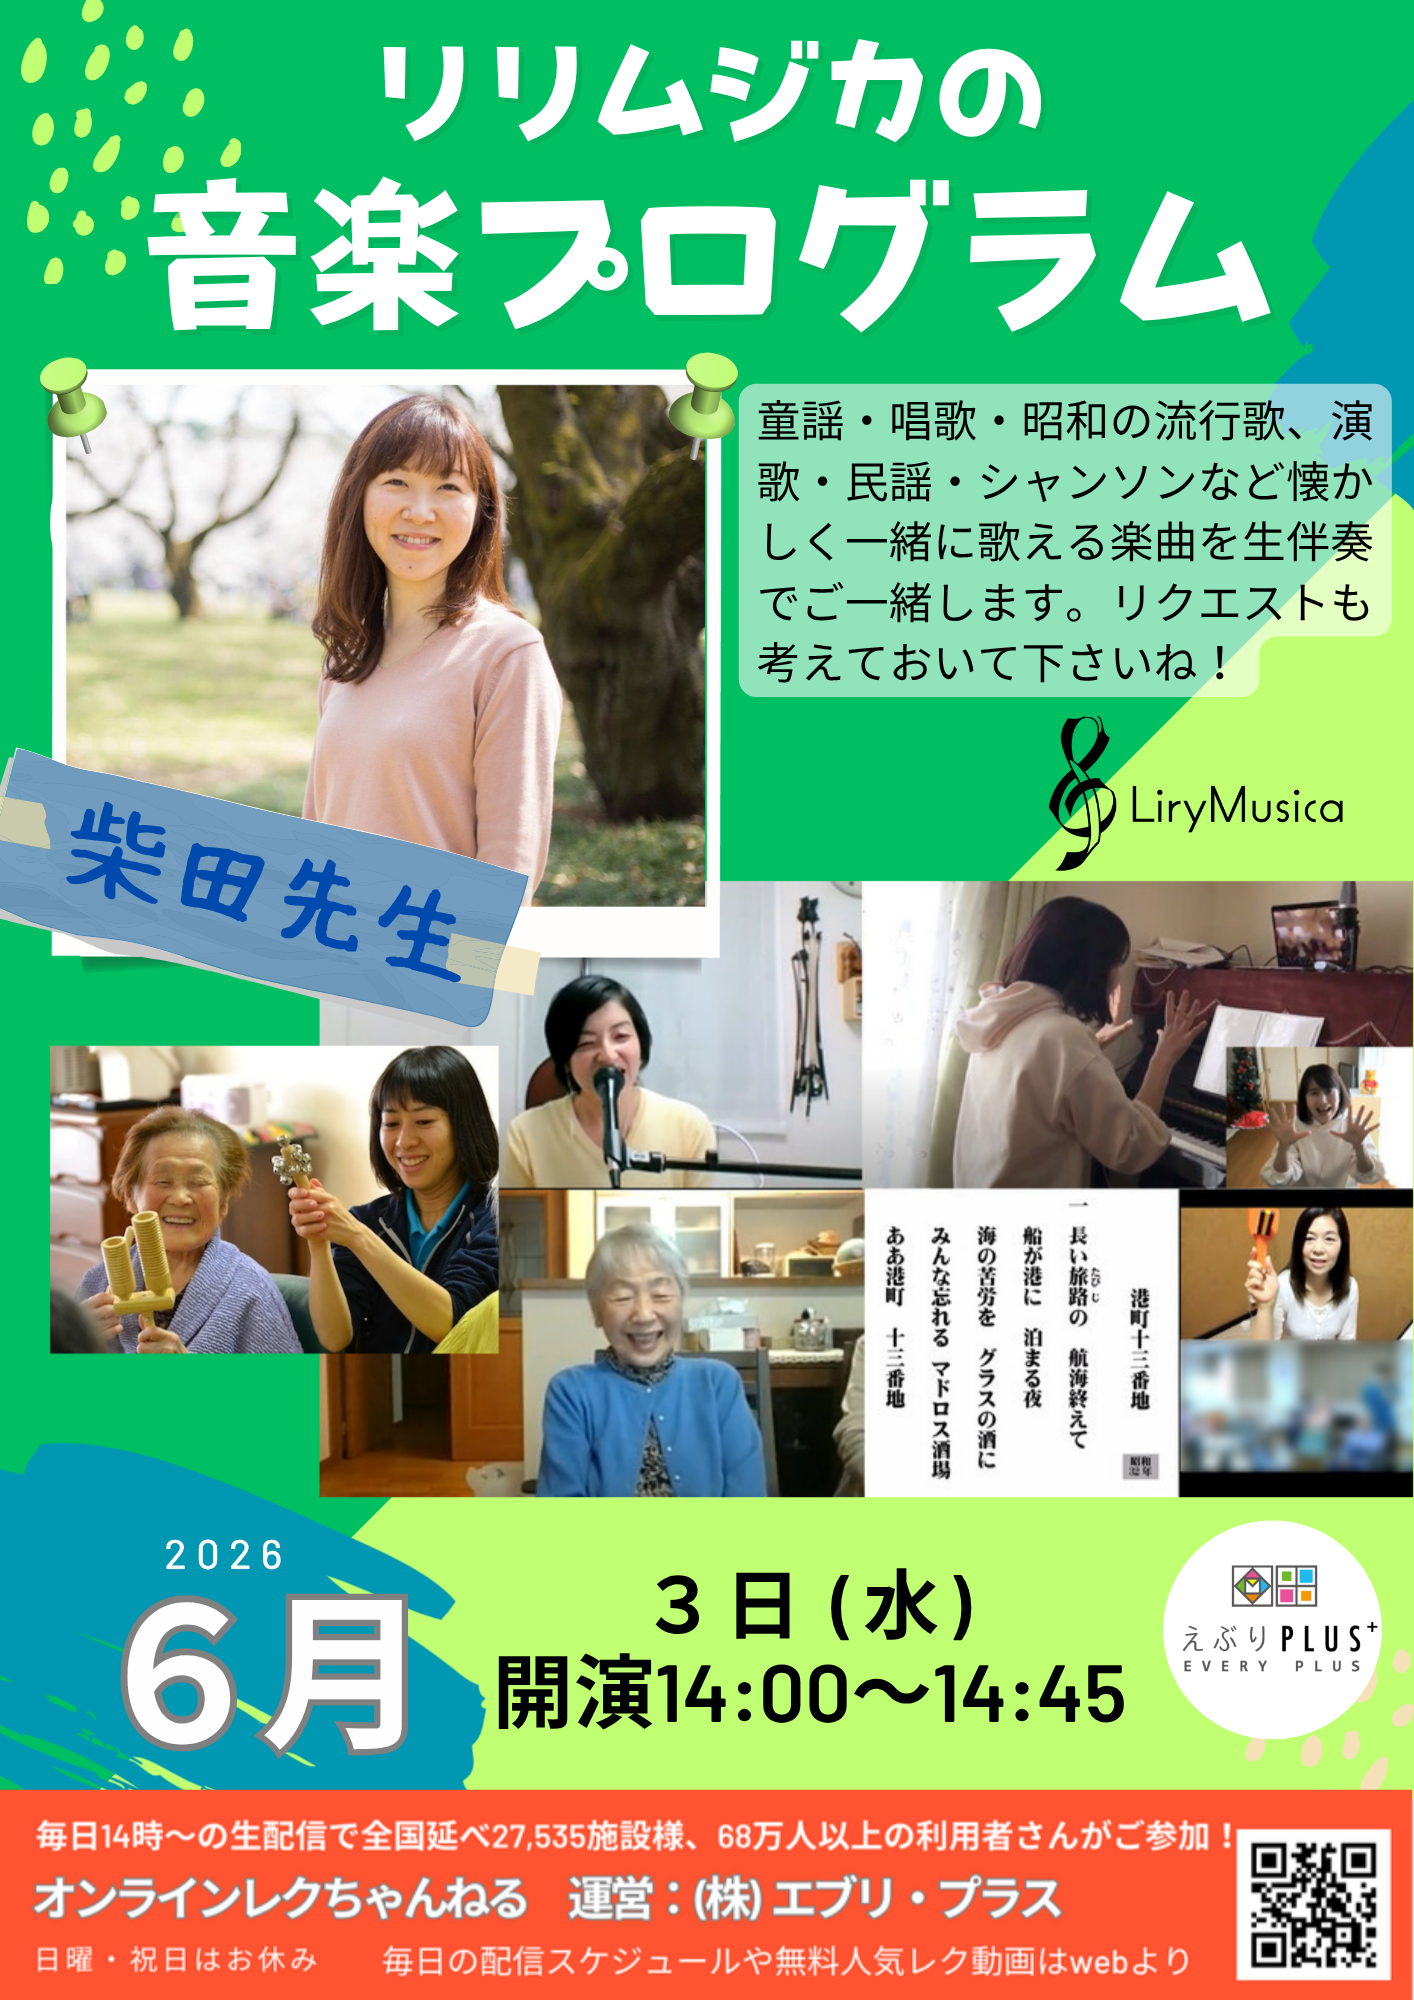 リリムジカの
音楽プログラム
童謡・唱歌・昭和の流行歌、演
歌・民謡・シャンソンなど懐か
しく一緒に歌える楽曲を生伴奏
でご一緒します。リクエストも
考えておいて下さいね！
LiryMusica
柴田先生
港町十三番地
昭和
32年
一 長い旅路の 航海終えて
たびじ
船が港に 泊まる夜
海の苦労を グラスの酒に
みんな忘れる マドロス酒場
ああ港町 十三番地
2026
6月
３日(水)
開演14:00〜14:45
えぶりPLUS+
EVERY PLUS
毎日14時〜の生配信で全国延べ27,535施設様、68万人以上の利用者さんがご参加！
オンラインレクちゃんねる 運営：(株)エブリ・プラス
日曜・祝日はお休み 毎日の配信スケジュールや無料人気レク動画はwebより